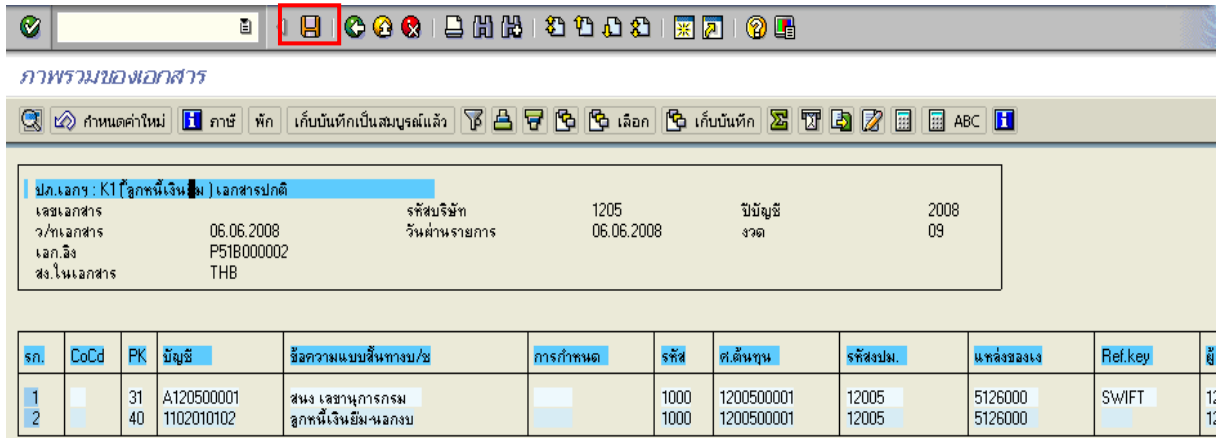 ภาพรวมของเอกสาร
กำหนดค่าใหม่ ภาษี พัก เก็บบันทึกเป็นสมบูรณ์แล้ว เลือก เก็บบันทึก ABC
ปภ.เอกฯ : K1 ( ลูกหนี้เงินยืม ) เอกสารปกติ
เลขเอกสาร รหัสบริษัท 1205 ปีบัญชี 2008
ว/ทเอกสาร 06.06.2008 วันผ่านรายการ 06.06.2008 งวด 09
เอก.อิง P51B000002
สง.ในเอกสาร THB
รก. CoCd PK บัญชี ข้อความแบบสั้นทางบ/ช การกำหนด รหัส ศ.ต้นทุน รหัสงปม. แหล่งของเง Ref.key ผู้
1 31 A120500001 สนง เลขานุการกรม 1000 1200500001 12005 5126000 SWIFT 12
2 40 1102010102 ลูกหนี้เงินยืม-นอกงบ 1000 1200500001 12005 5126000 12